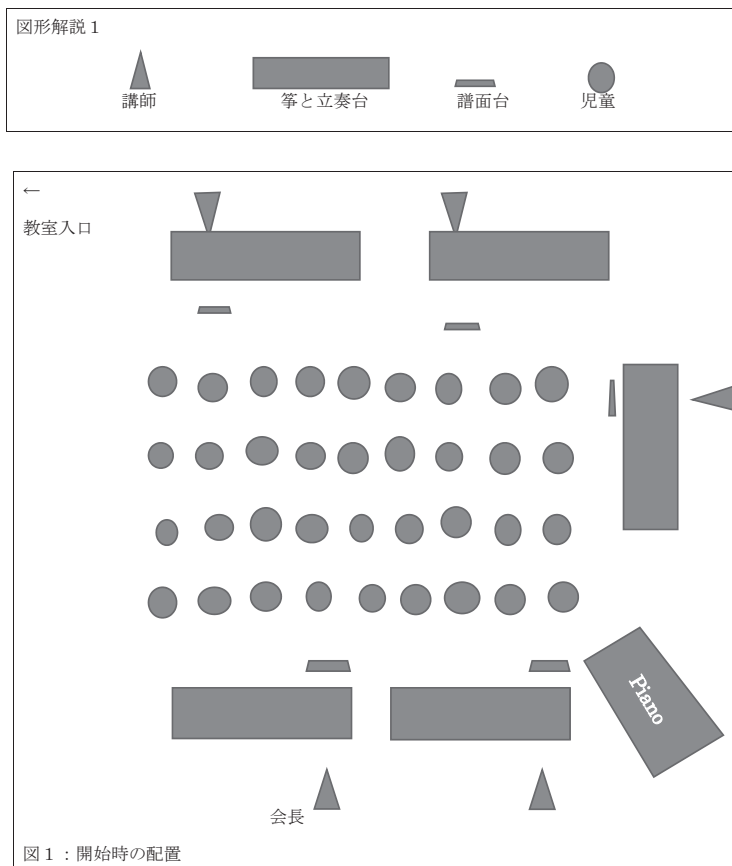 図形解説1
講師
箏と立奏台
譜面台
児童
←
教室入口
Piano
会長
図1：開始時の配置